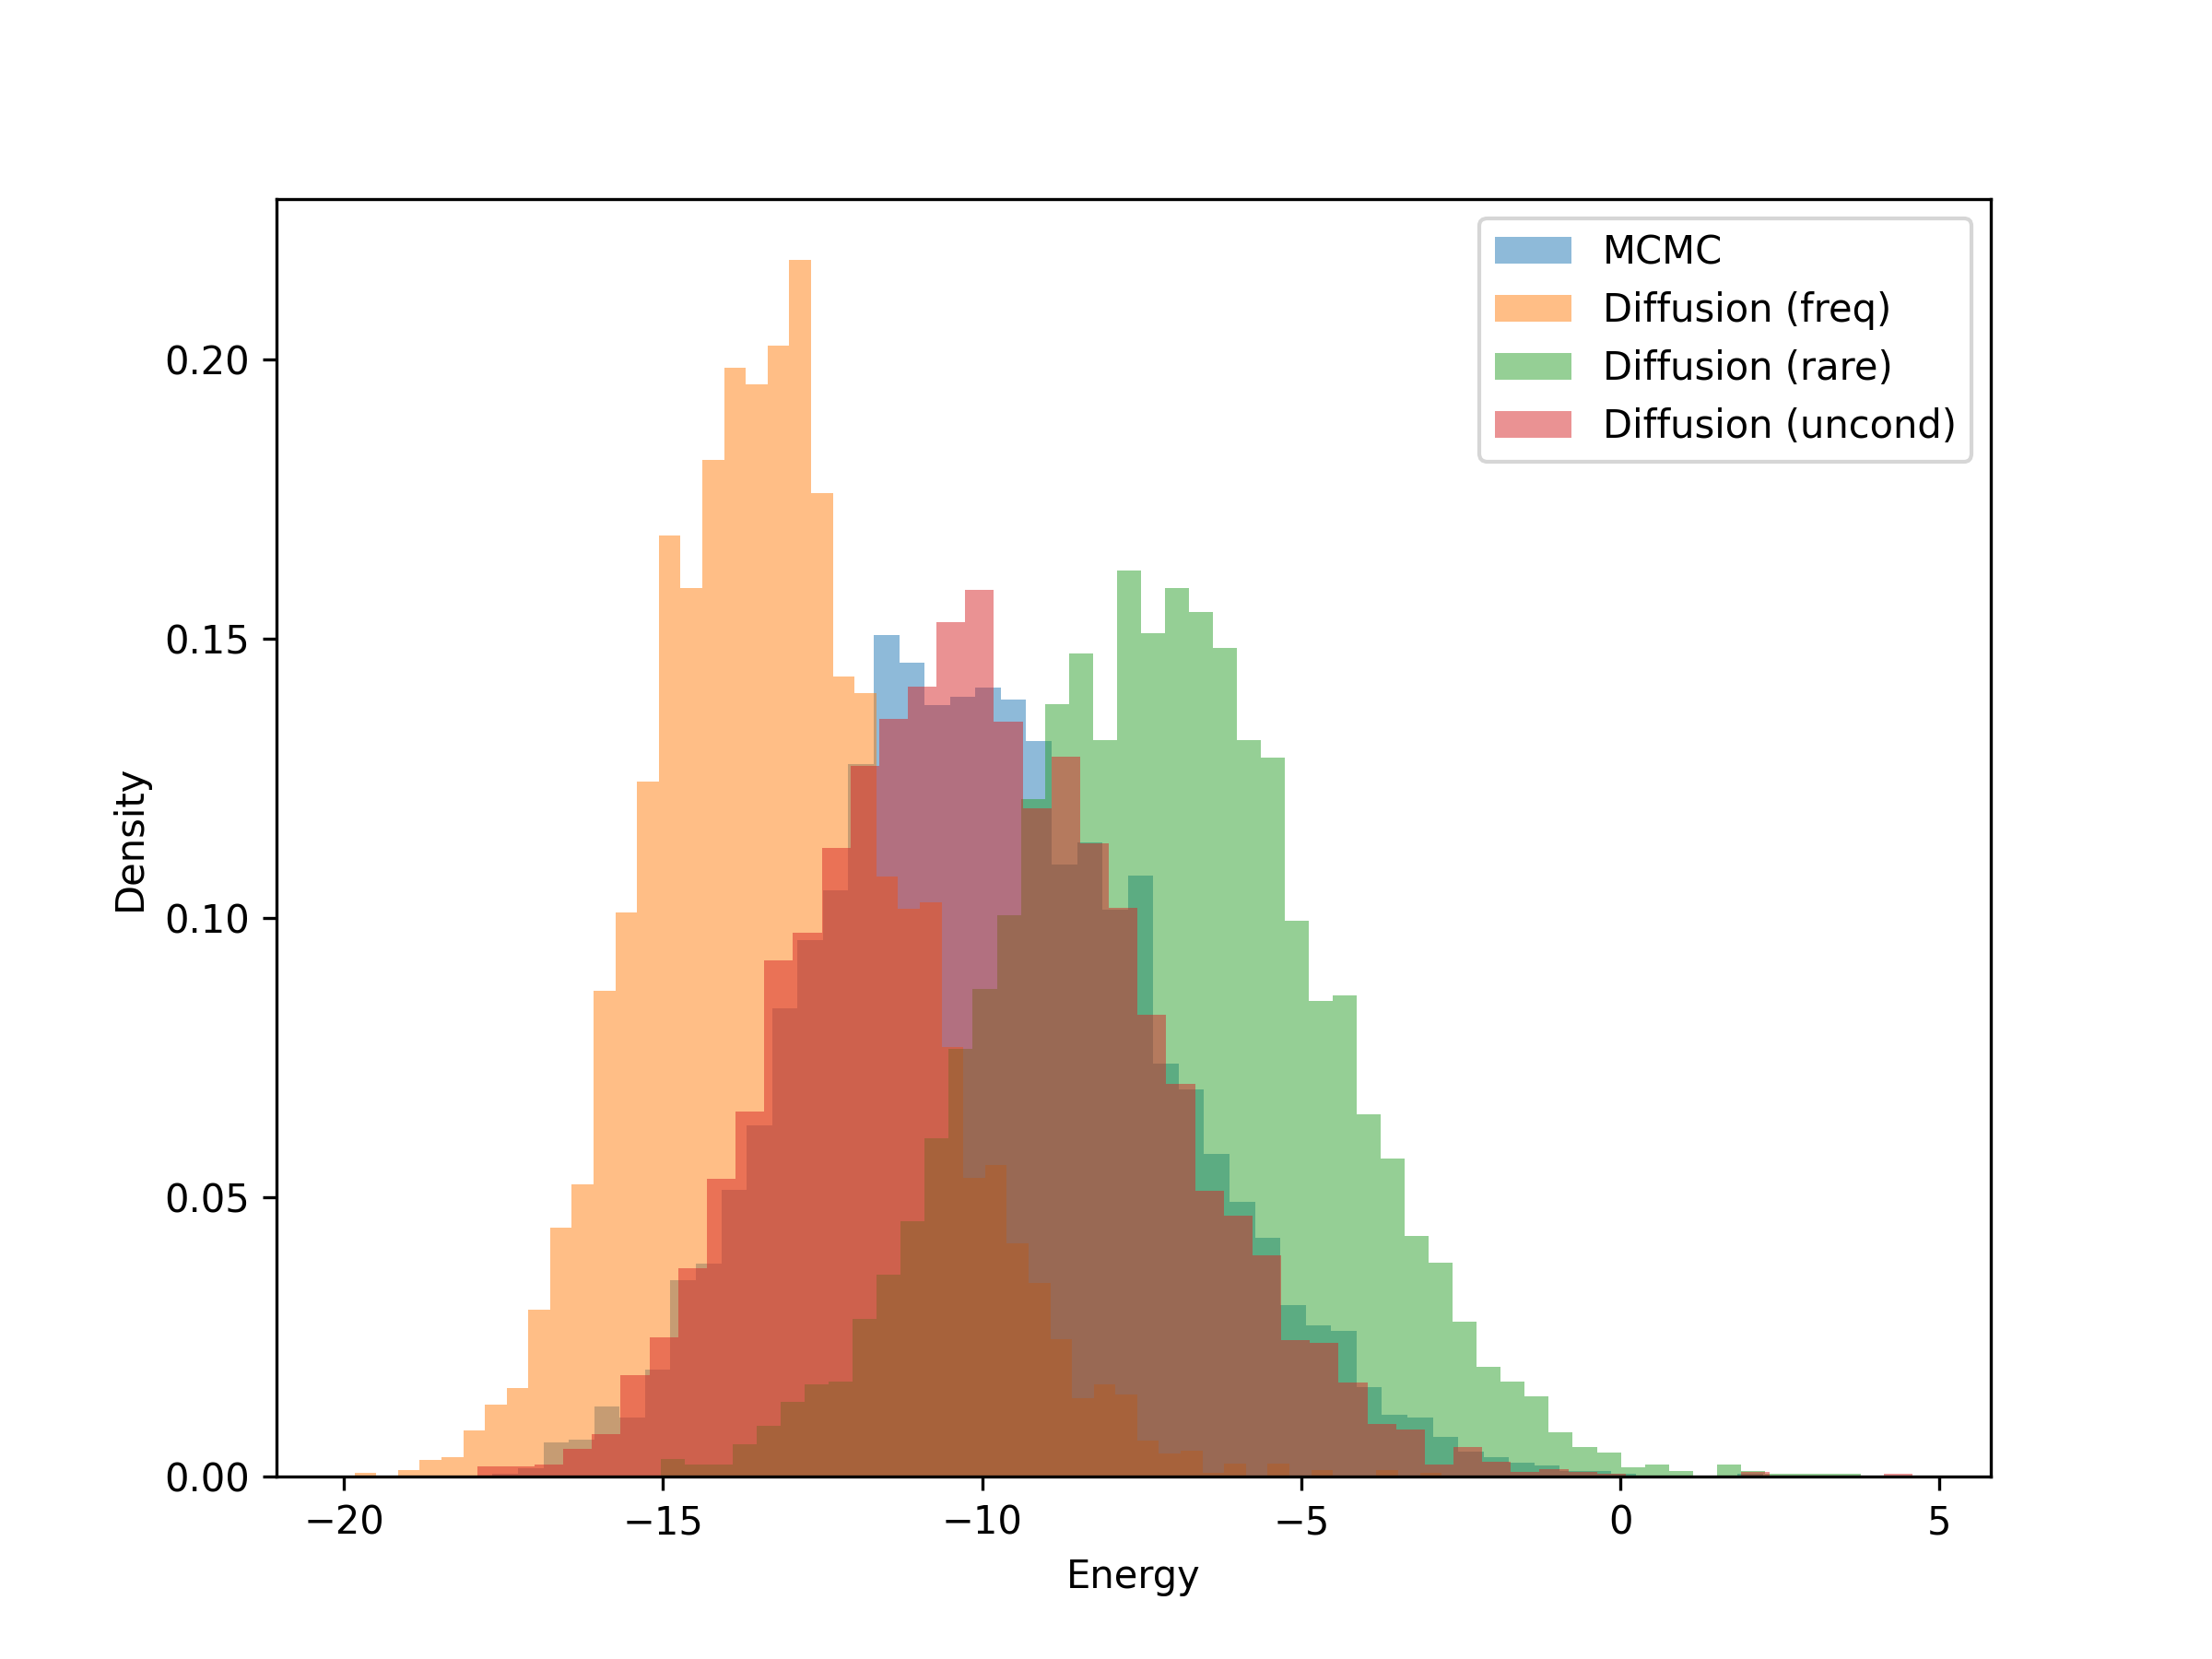 MCMC
Diffusion (freq)
Diffusion (rare)
Diffusion (uncond)
0.20
0.15
0.10
0.05
0.00
Density
−20 −15 −10 −5 0 5
Energy